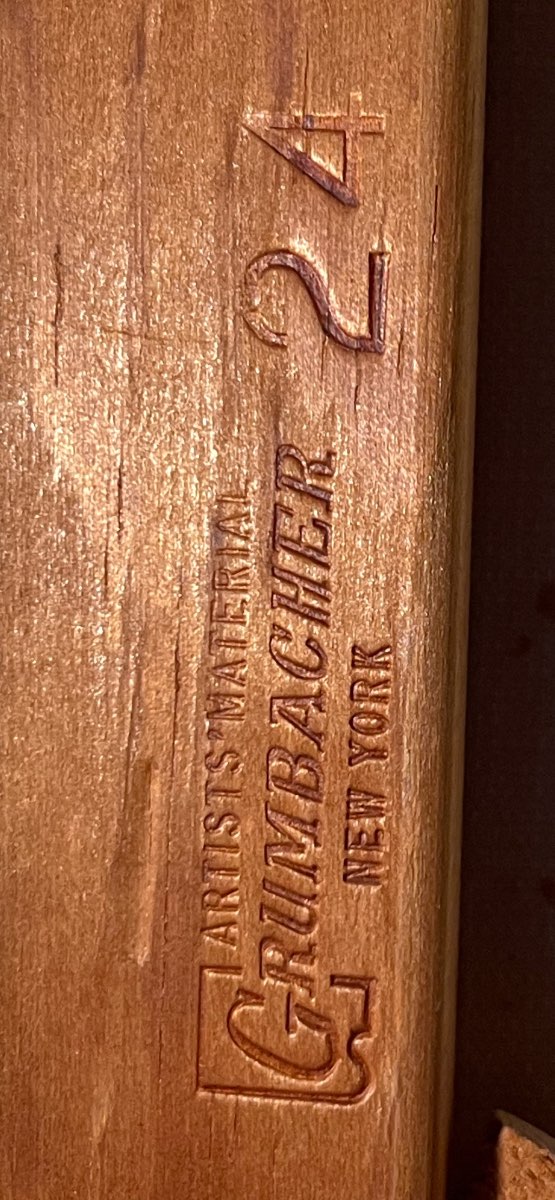 ARTISTS' MATERIAL
GRUMBACHER 24
NEW YORK